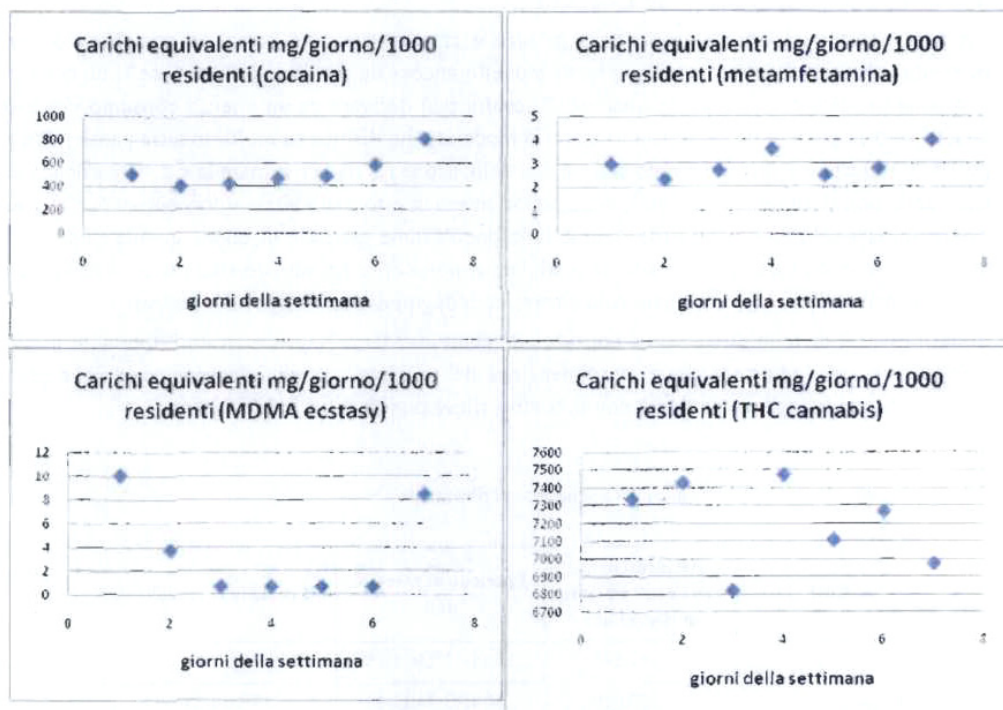 Carichi equivalenti mg/giorno/1000
residenti (cocaina)
1000
800
600
400
200
0
0 2 4 6 8
giorni della settimana
Carichi equivalenti mg/giorno/1000
residenti (metamfetamina)
5
4
3
2
1
0
0 2 4 6 8
giorni della settimana
Carichi equivalenti mg/giorno/1000
residenti (MDMA ecstasy)
12
10
8
6
4
2
0
0 2 4 6 8
giorni della settimana
Carichi equivalenti mg/giorno/1000
residenti (THC cannabis)
7600
7500
7400
7300
7200
7100
7000
6900
6800
6700
0 2 4 6 8
giorni della settimana